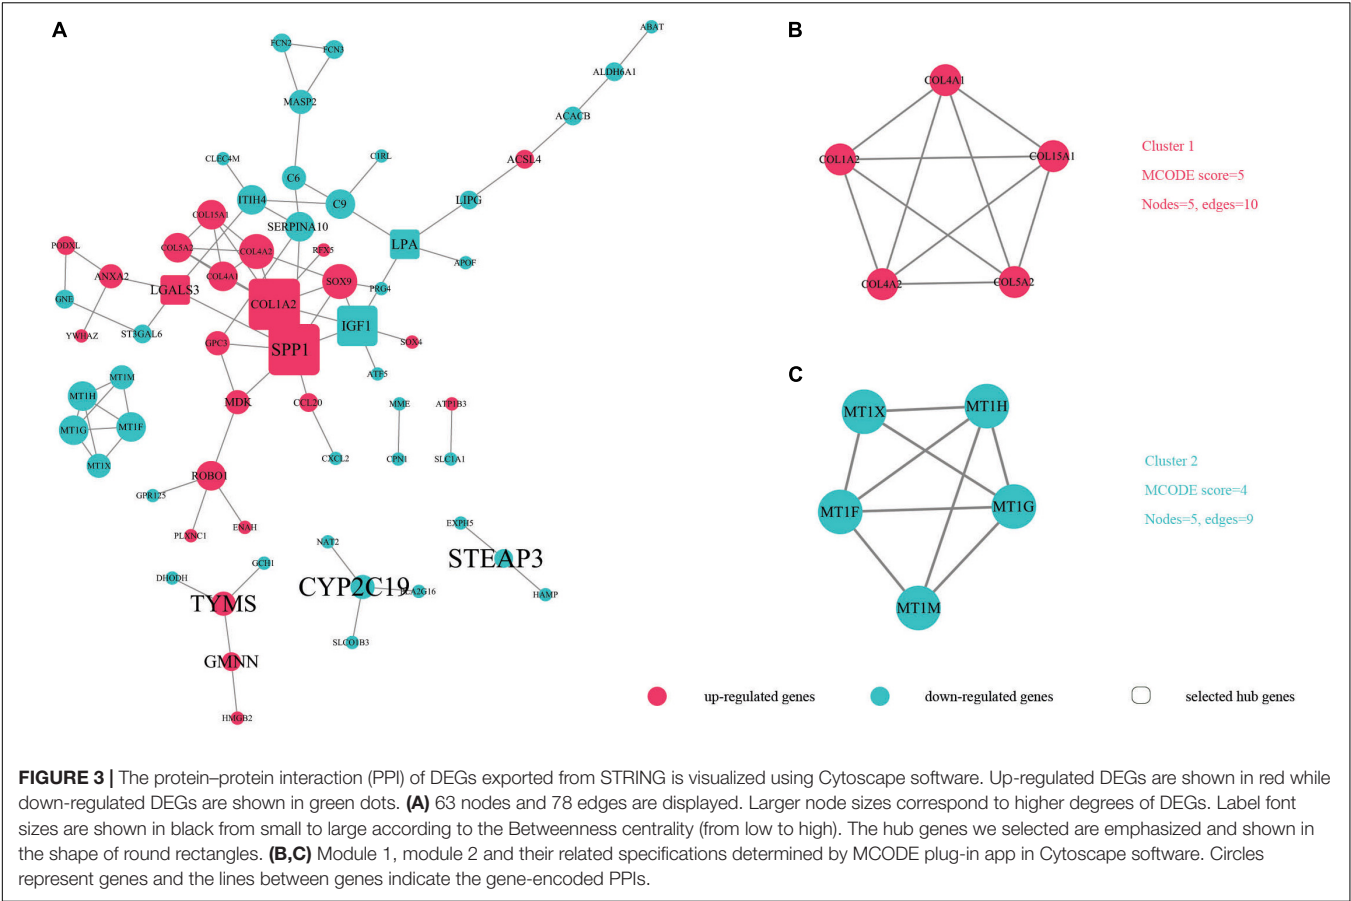 A
B
C
FCN2
FCN3
MASP2
ABAT
ALDH6A1
ACACB
ACSL4
LIPG
CLEC4M
C1RL
C6
ITIH4
C9
COL15A1
SERPINA10
LPA
PODXL
COL5A2
COL4A2
RFX5
APOF
ANXA2
COL4A1
SOX9
LGALS3
PRG4
GNE
COL1A2
IGF1
YWHAZ
ST3GAL6
GPC3
SPP1
SOX4
ATF5
MT1M
MT1H
MT1G
MT1F
MT1X
MDK
CCL20
MME
ATP1B3
CXCL2
CPN1
SLC1A1
ROBO1
GPR125
PLXNC1
ENAH
EXPH5
STEAP3
HAMP
NAT2
CYP2C19
PLA2G16
SLCO1B3
GCH1
DHODH
TYMS
GMNN
HMGB2
COL4A1
COL1A2
COL15A1
COL4A2
COL5A2
Cluster 1
MCODE score=5
Nodes=5, edges=10
MT1X
MT1H
MT1F
MT1G
MT1M
Cluster 2
MCODE score=4
Nodes=5, edges=9
up-regulated genes
down-regulated genes
selected hub genes
FIGURE 3 | The protein–protein interaction (PPI) of DEGs exported from STRING is visualized using Cytoscape software. Up-regulated DEGs are shown in red while
down-regulated DEGs are shown in green dots. (A) 63 nodes and 78 edges are displayed. Larger node sizes correspond to higher degrees of DEGs. Label font
sizes are shown in black from small to large according to the Betweenness centrality (from low to high). The hub genes we selected are emphasized and shown in
the shape of round rectangles. (B,C) Module 1, module 2 and their related specifications determined by MCODE plug-in app in Cytoscape software. Circles
represent genes and the lines between genes indicate the gene-encoded PPIs.